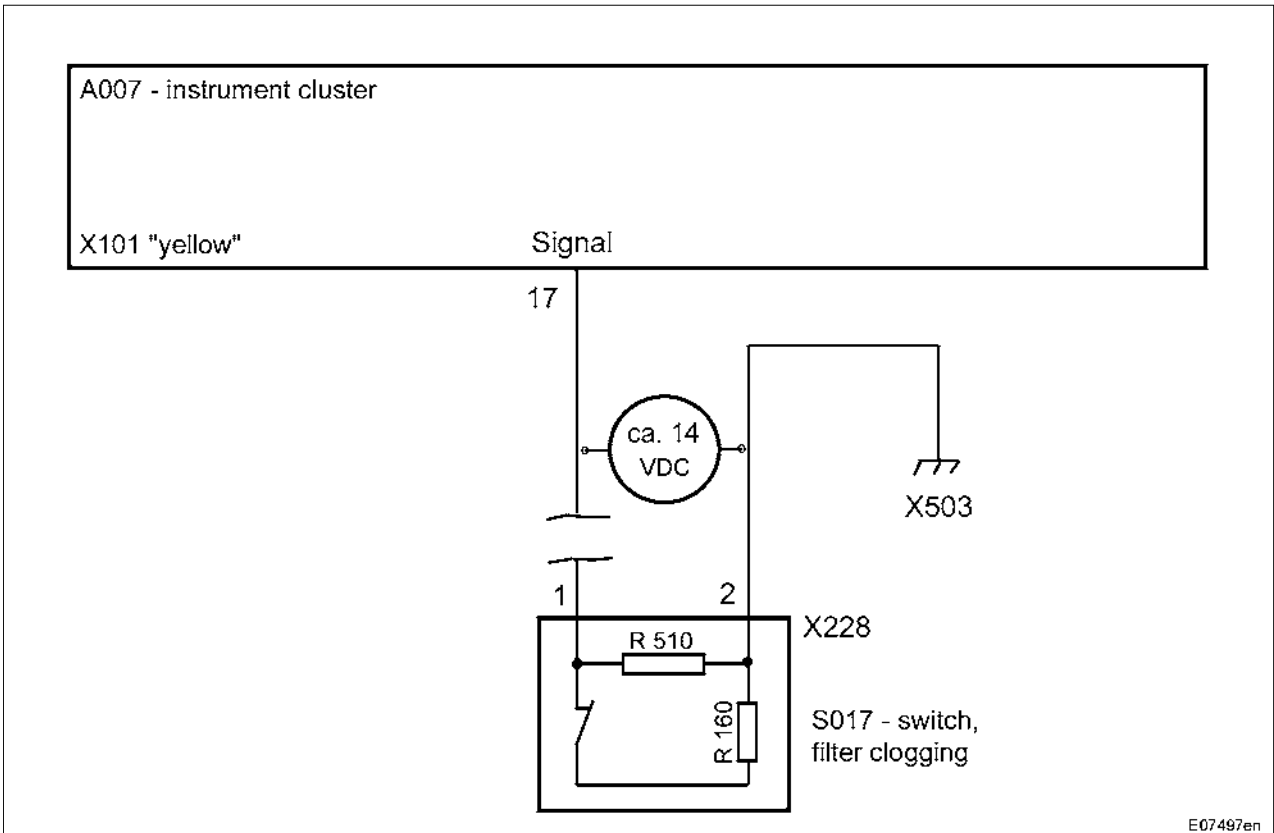 A007 - instrument cluster
X101 "yellow"
Signal
17
ca. 14
VDC
X503
1
2
X228
R 510
R 160
S017 - switch,
filter clogging
E07497en